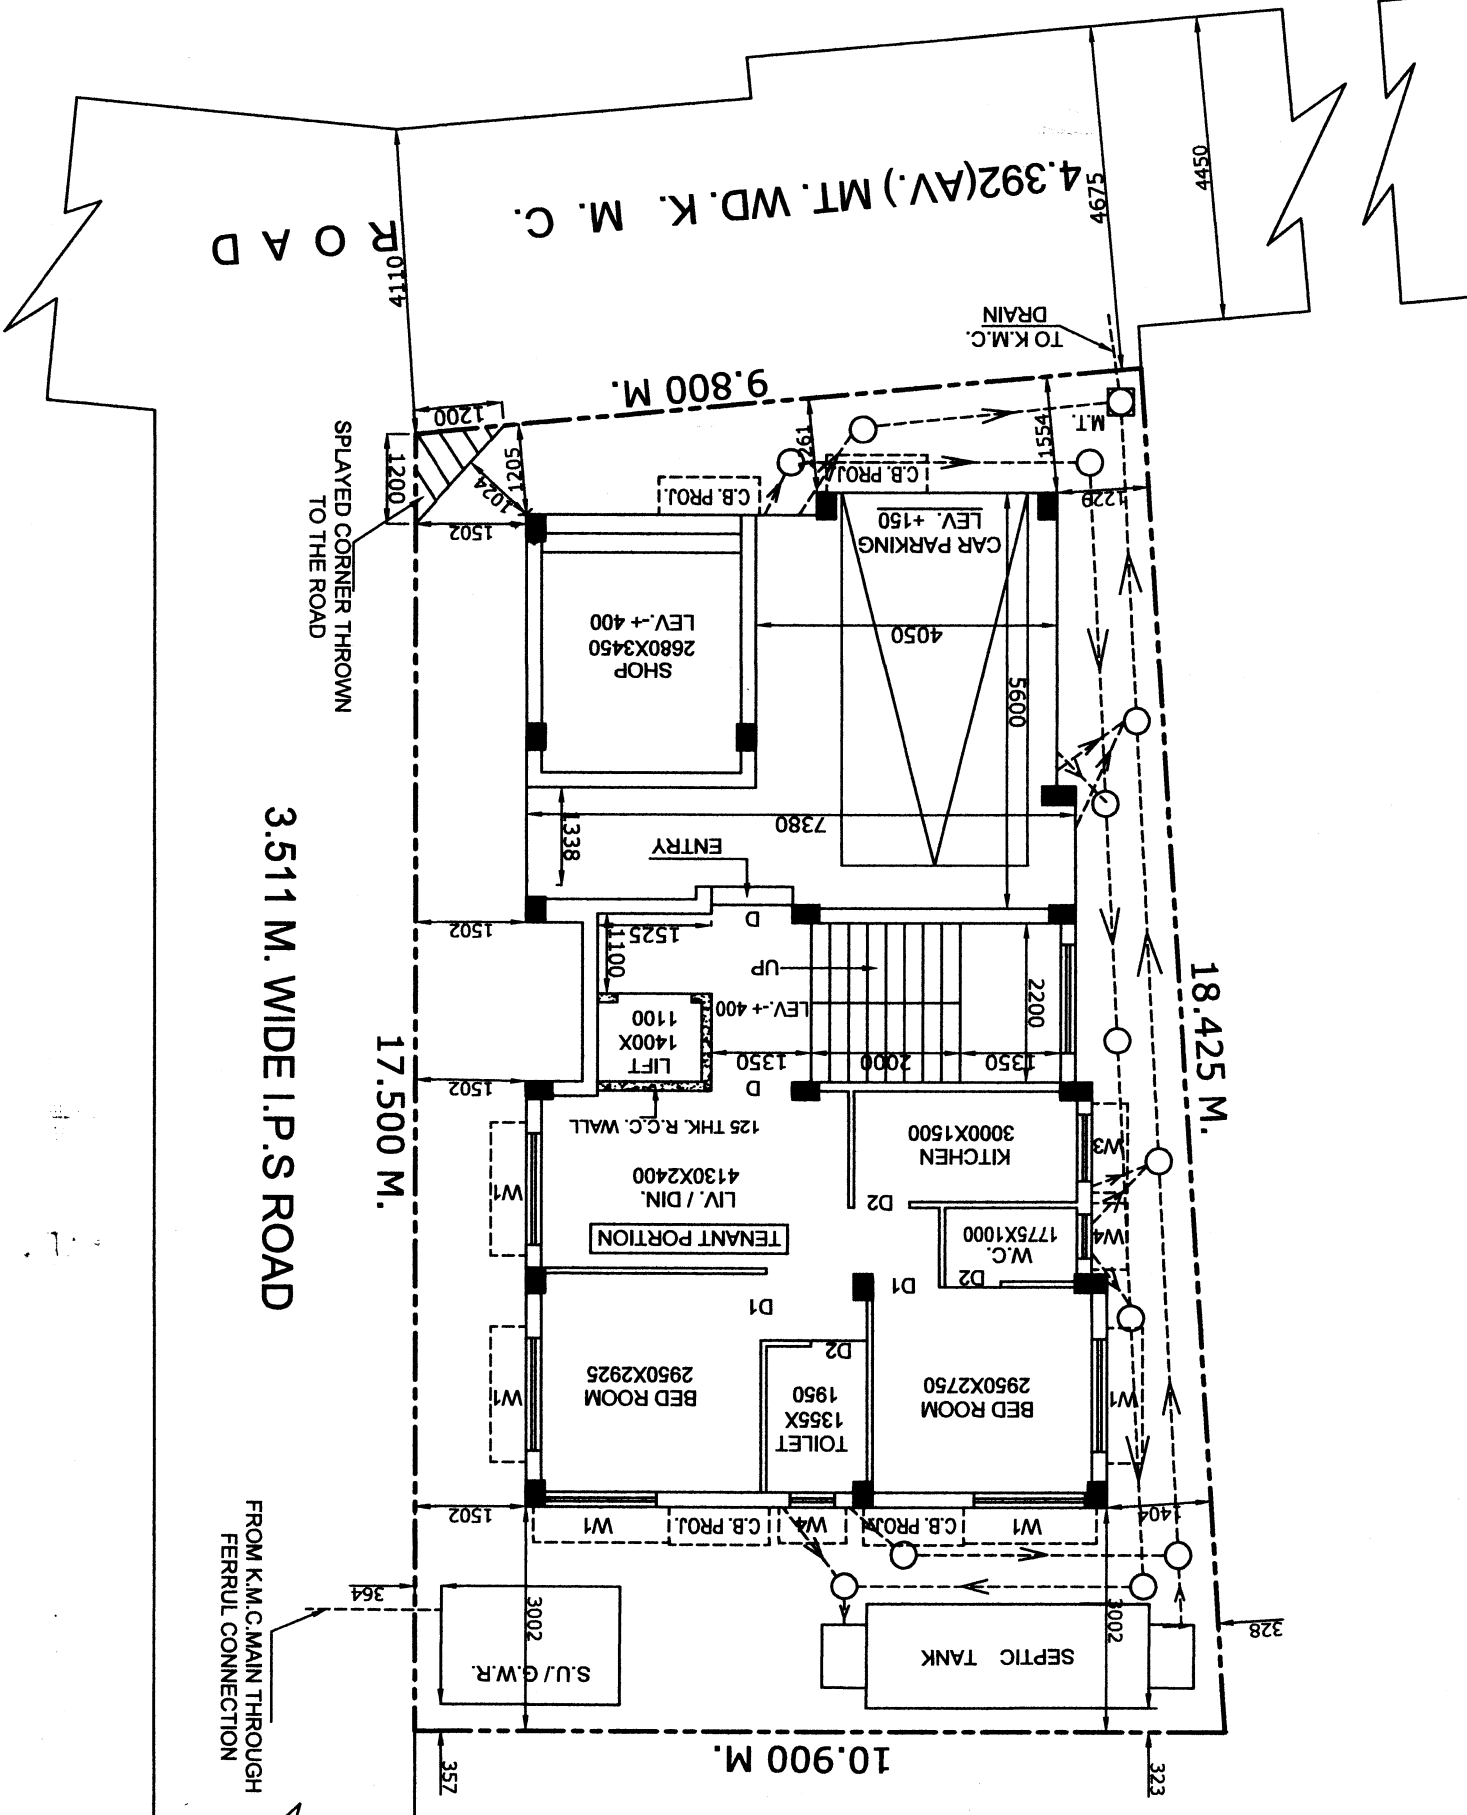 4.392(AV.) MT. WD. K. M. C.
R O A D
4450
4675
4110
TO K.M.C.
DRAIN
9.800 M.
1200
1200
1205
1024
1502
1554
M.T.
1229
C.B. PROJ.
C.B. PROJ.
SPLAYED CORNER THROWN
TO THE ROAD
CAR PARKING
LEV. +150
SHOP
2680X3450
LEV.-+ 400
4050
5600
7380
1338
ENTRY
3.511 M. WIDE I.P.S ROAD
17.500 M.
18.425 M.
1502
D
1525
1100
UP
LEV.-+ 400
2200
LIFT
1400X
1100
1350
2000
1350
1502
D
125 THK. R.C.C. WALL
KITCHEN
3000X1500
W3
W1
LIV. / DIN.
4130X2400
TENANT PORTION
D2
W.C.
1775X1000
W4
D2
D1
D1
D2
BED ROOM
2950X2925
TOILET
1355X
1950
BED ROOM
2950X2750
W1
W1
1502
1404
W1
C.B. PROJ.
W4
C.B. PROJ.
W1
FROM K.M.C.MAIN THROUGH
FERRUL CONNECTION
364
3002
S.U./G.W.R.
SEPTIC TANK
3002
328
10.900 M.
357
323